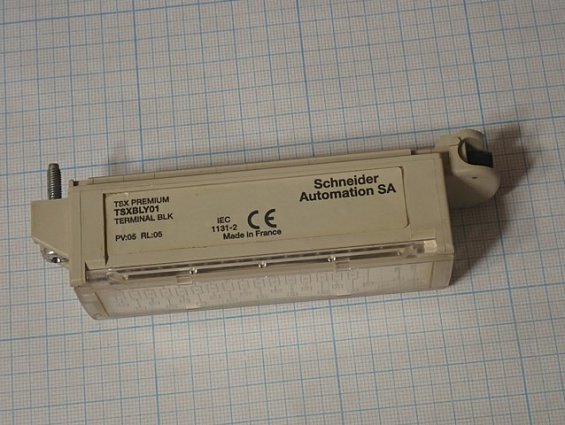 TSX PREMIUM
TSXBLY01
TERMINAL BLK
PV:05 RL:05
IEC
1131-2
CE
Made in France
Schneider
Automation SA